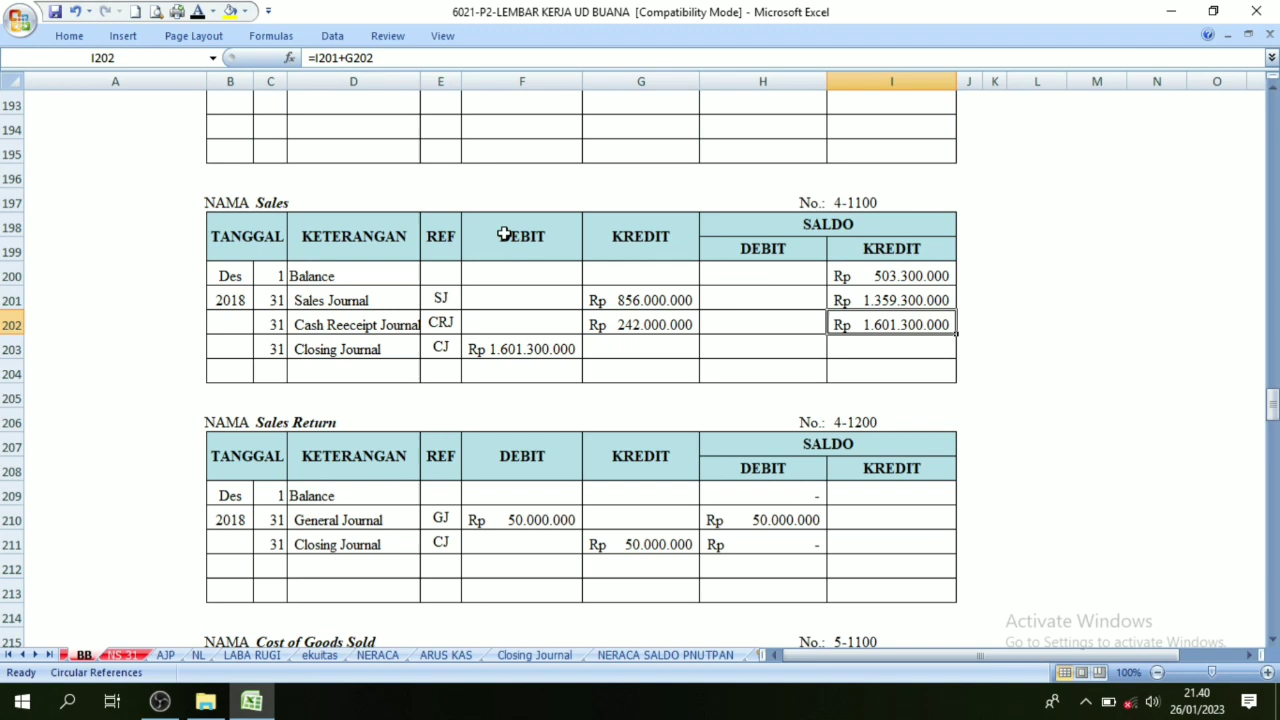 6021-P2-LEMBAR KERJA UD BUANA [Compatibility Mode] - Microsoft Excel
Home Insert Page Layout Formulas Data Review View
I202 fx =I201+G202
A B C D E F G H I J K L M N O
193
194
195
196
197 NAMA Sales No.: 4-1100
198 TANGGAL KETERANGAN REF DEBIT KREDIT SALDO
199 DEBIT KREDIT
200 Des 1 Balance Rp 503.300.000
201 2018 31 Sales Journal SJ Rp 856.000.000 Rp 1.359.300.000
202 31 Cash Reeceipt Journal CRJ Rp 242.000.000 Rp 1.601.300.000
203 31 Closing Journal CJ Rp 1.601.300.000
204
205
206 NAMA Sales Return No.: 4-1200
207 TANGGAL KETERANGAN REF DEBIT KREDIT SALDO
208 DEBIT KREDIT
209 Des 1 Balance -
210 2018 31 General Journal GJ Rp 50.000.000 Rp 50.000.000
211 31 Closing Journal CJ Rp 50.000.000 Rp -
212
213
214
215 NAMA Cost of Goods Sold No.: 5-1100
Activate Windows
Go to Settings to activate Windows.
BB NS 31 AJP NL LABA RUGI ekuitas NERACA ARUS KAS Closing Journal NERACA SALDO PNUTPAN
Ready Circular References 100%
21.40
26/01/2023